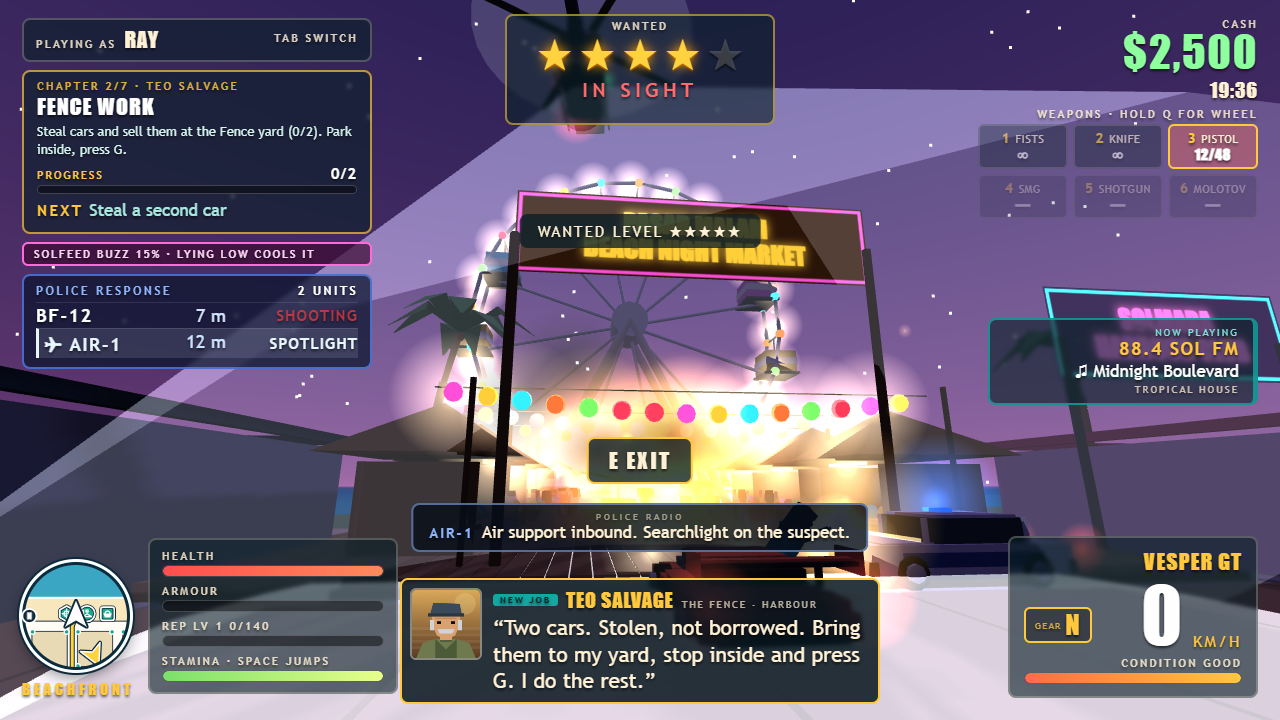 PLAYING AS RAY
TAB SWITCH
CHAPTER 2/7 · TEO SALVAGE
FENCE WORK
Steal cars and sell them at the Fence yard (0/2). Park
inside, press G.
PROGRESS 0/2
NEXT Steal a second car
SOLFEED BUZZ 15% · LYING LOW COOLS IT
POLICE RESPONSE 2 UNITS
BF-12 7 m SHOOTING
AIR-1 12 m SPOTLIGHT
WANTED
IN SIGHT
CASH
$2,500
19:36
WEAPONS · HOLD Q FOR WHEEL
1 FISTS
∞
2 KNIFE
∞
3 PISTOL
12/48
4 SMG
—
5 SHOTGUN
—
6 MOLOTOV
—
WANTED LEVEL ★★★★★
BEACH NIGHT MARKET
NOW PLAYING
88.4 SOL FM
♫ Midnight Boulevard
TROPICAL HOUSE
E EXIT
POLICE RADIO
AIR-1 Air support inbound. Searchlight on the suspect.
NEW JOB TEO SALVAGE THE FENCE · HARBOUR
“Two cars. Stolen, not borrowed. Bring
them to my yard, stop inside and press
G. I do the rest.”
HEALTH
ARMOUR
REP LV 1 0/140
STAMINA · SPACE JUMPS
BEACHFRONT
VESPER GT
GEAR N
0
KM/H
CONDITION GOOD